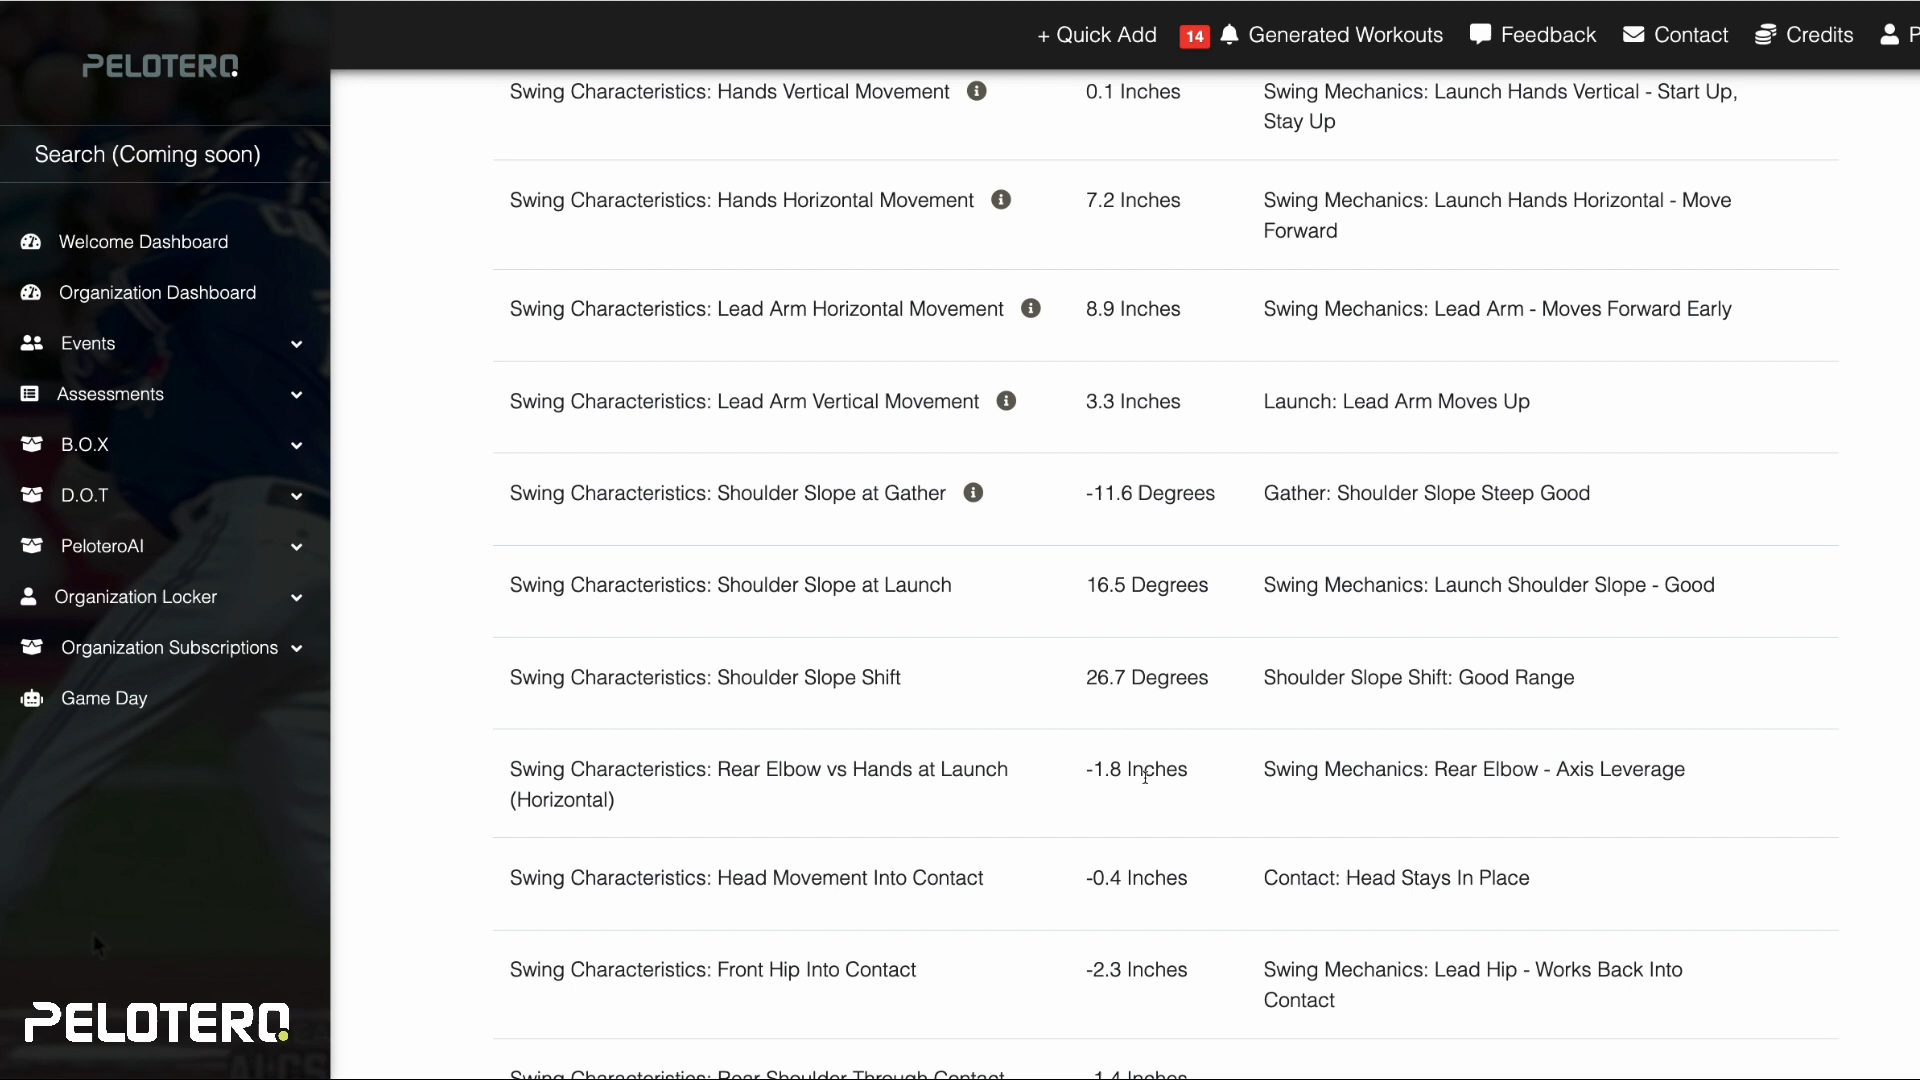 PELOTERO
+ Quick Add
14
Generated Workouts
Feedback
Contact
Credits
P
Search (Coming soon)
Welcome Dashboard
Organization Dashboard
Events
Assessments
B.O.X
D.O.T
PeloteroAI
Organization Locker
Organization Subscriptions
Game Day
PELOTERO
Swing Characteristics: Hands Vertical Movement
0.1 Inches
Swing Mechanics: Launch Hands Vertical - Start Up,
Stay Up
Swing Characteristics: Hands Horizontal Movement
7.2 Inches
Swing Mechanics: Launch Hands Horizontal - Move
Forward
Swing Characteristics: Lead Arm Horizontal Movement
8.9 Inches
Swing Mechanics: Lead Arm - Moves Forward Early
Swing Characteristics: Lead Arm Vertical Movement
3.3 Inches
Launch: Lead Arm Moves Up
Swing Characteristics: Shoulder Slope at Gather
-11.6 Degrees
Gather: Shoulder Slope Steep Good
Swing Characteristics: Shoulder Slope at Launch
16.5 Degrees
Swing Mechanics: Launch Shoulder Slope - Good
Swing Characteristics: Shoulder Slope Shift
26.7 Degrees
Shoulder Slope Shift: Good Range
Swing Characteristics: Rear Elbow vs Hands at Launch
(Horizontal)
-1.8 Inches
Swing Mechanics: Rear Elbow - Axis Leverage
Swing Characteristics: Head Movement Into Contact
-0.4 Inches
Contact: Head Stays In Place
Swing Characteristics: Front Hip Into Contact
-2.3 Inches
Swing Mechanics: Lead Hip - Works Back Into
Contact
Swing Characteristics: Rear Shoulder Through Contact
1.4 Inches